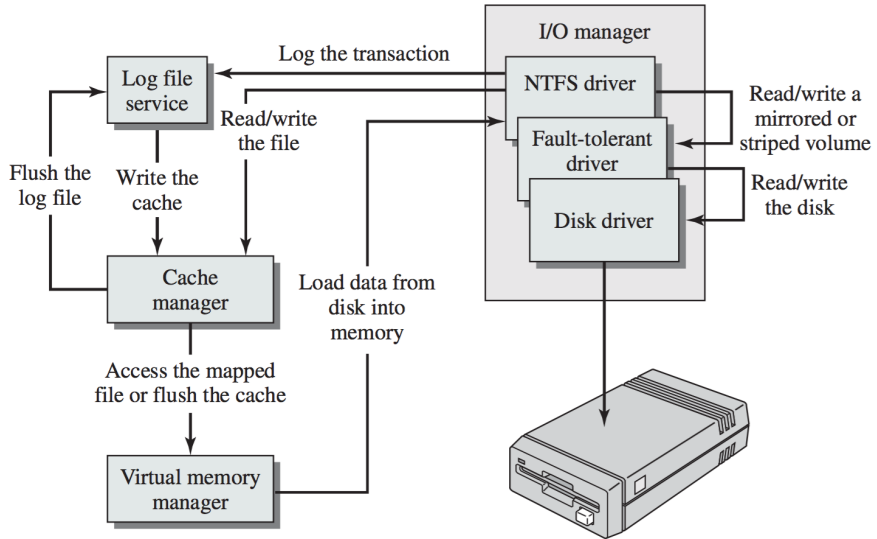 I/O manager
Log the transaction
Log file
service
NTFS driver
Read/write
the file
Read/write a
mirrored or
striped volume
Fault-tolerant
driver
Flush the
log file
Write the
cache
Read/write
the disk
Disk driver
Cache
manager
Load data from
disk into
memory
Access the mapped
file or flush the cache
Virtual memory
manager